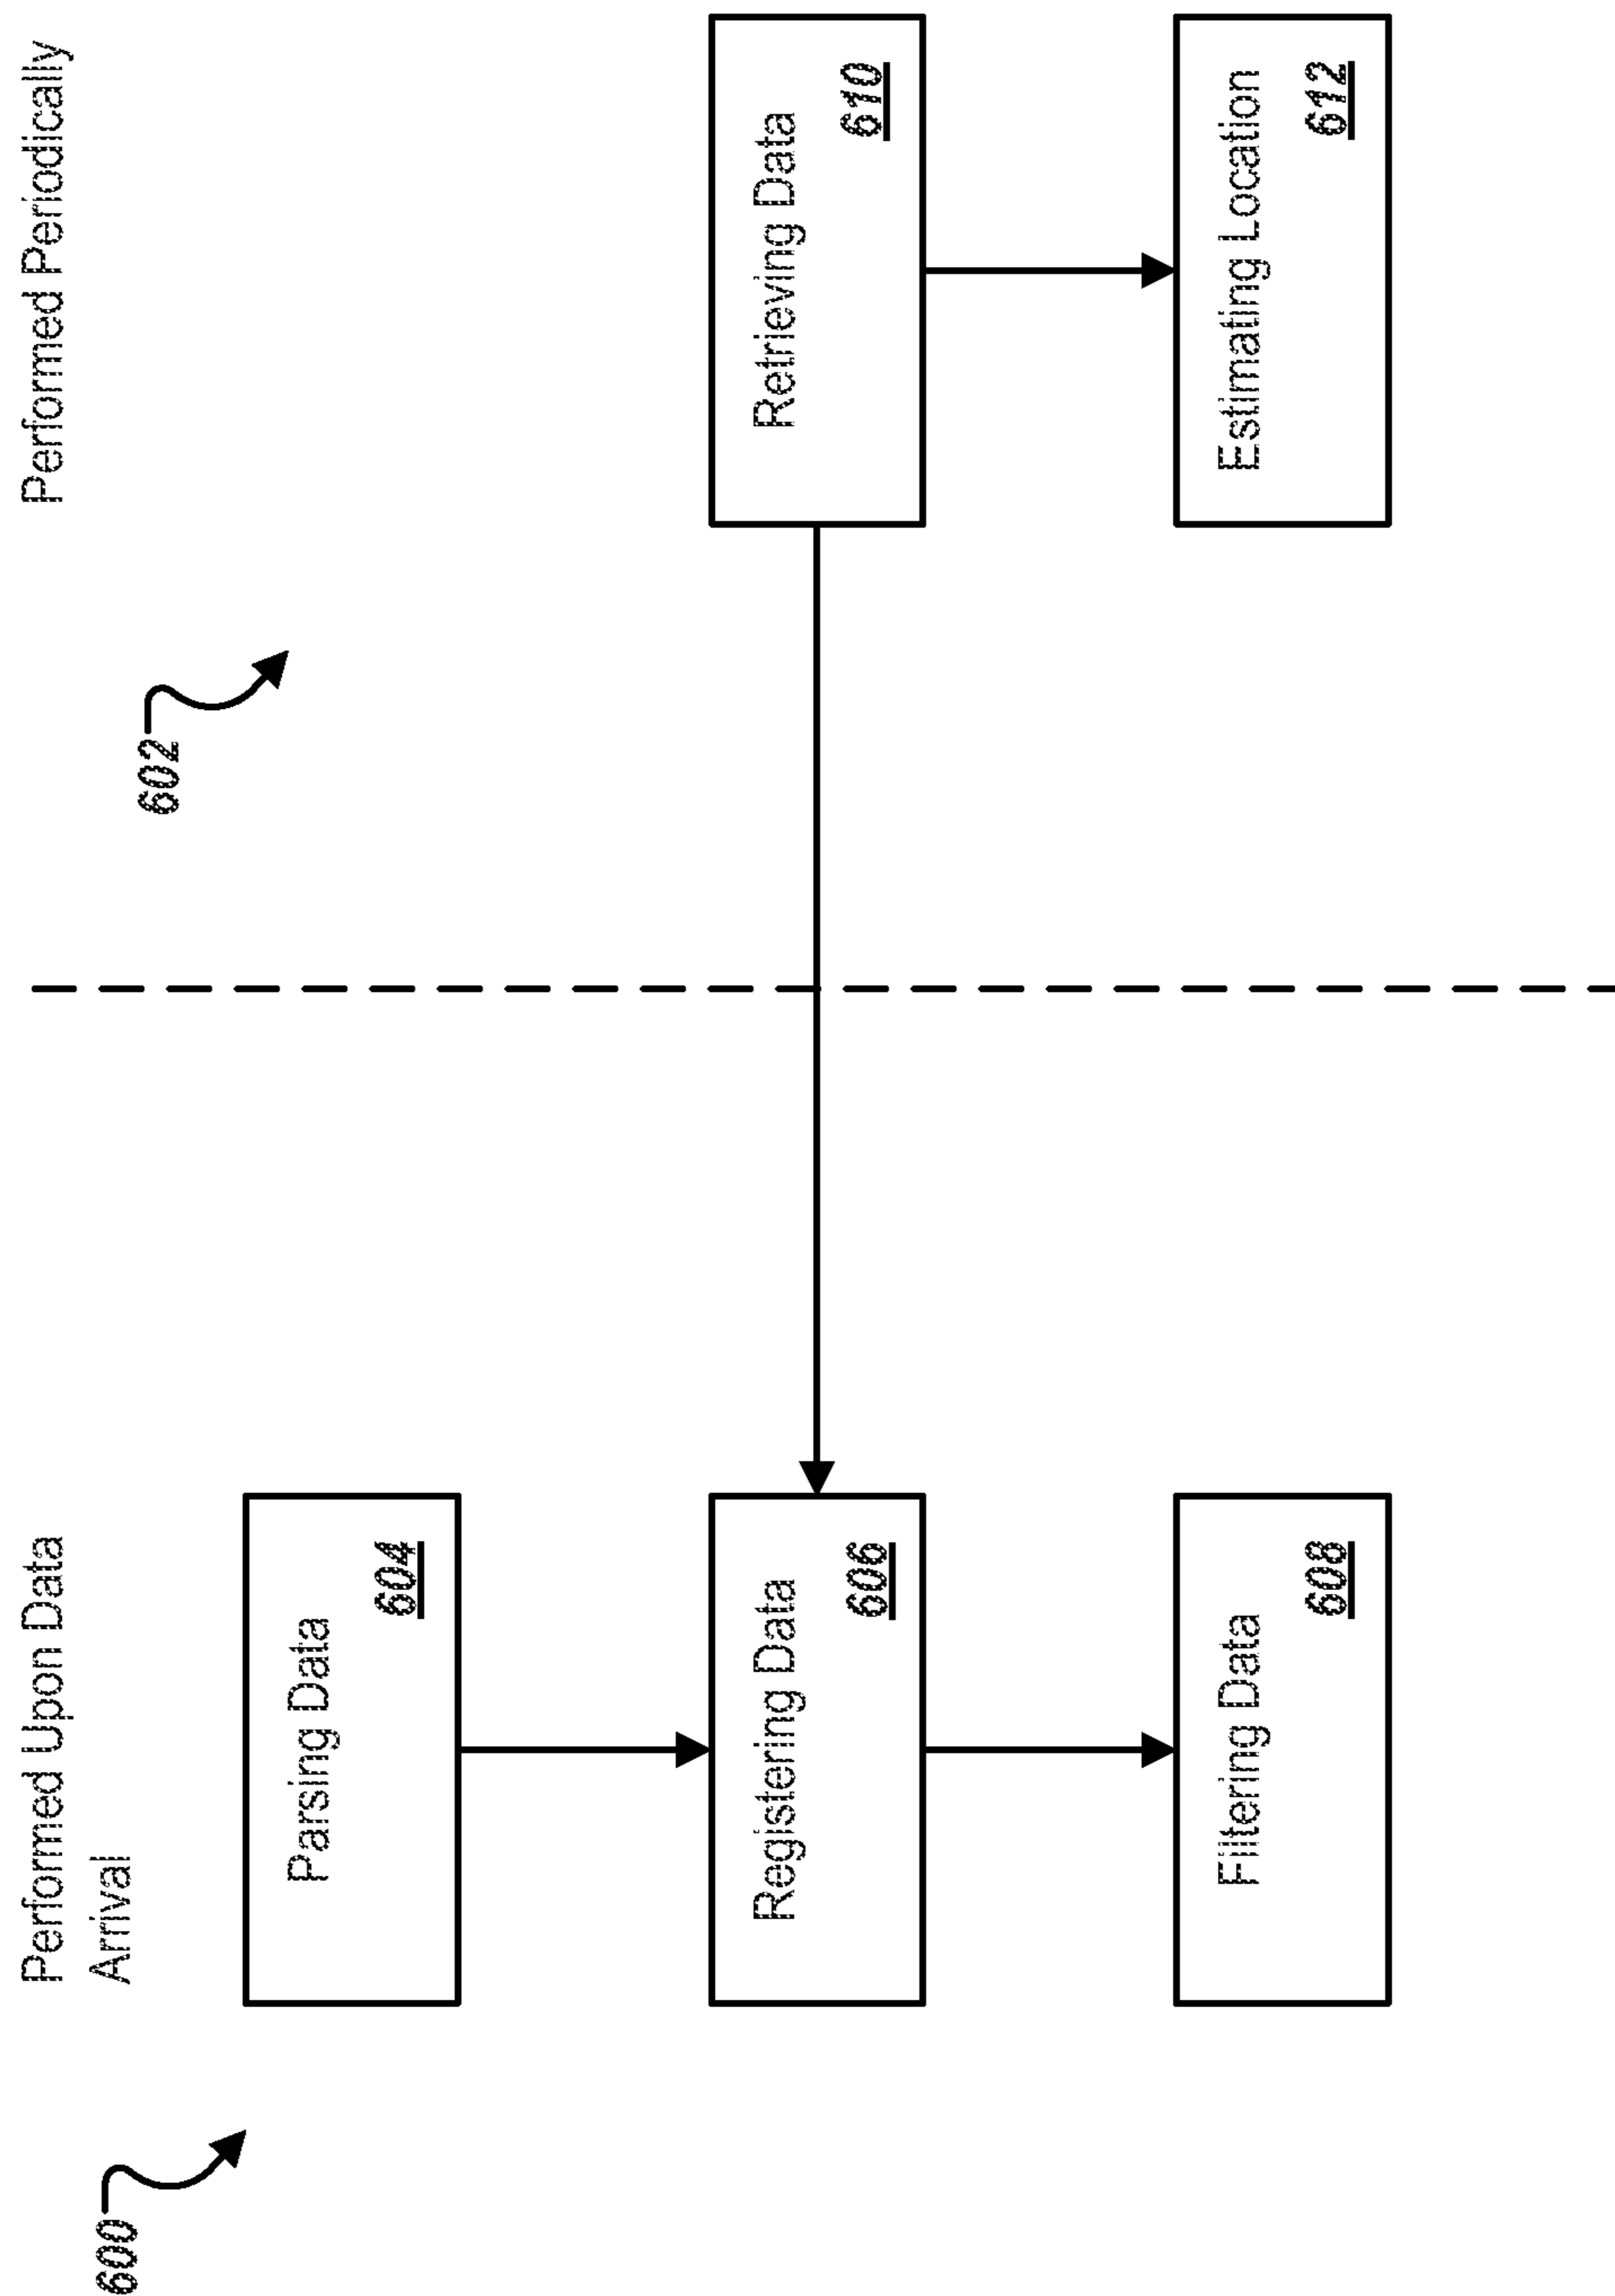 Performed Upon Data
Arrival
600
Parsing Data
604
Registering Data
606
Filtering Data
608
Performed Periodically
602
Retrieving Data
610
Estimating Location
612